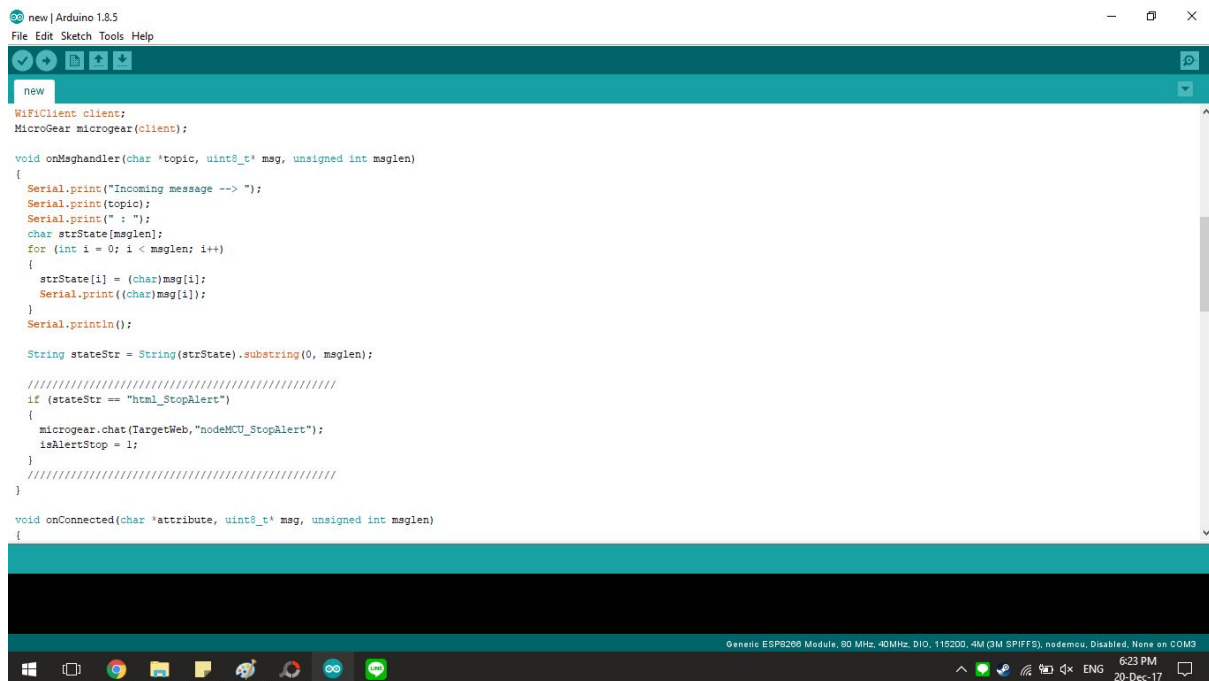 new | Arduino 1.8.5
File Edit Sketch Tools Help
new
WiFiClient client;
MicroGear microgear(client);
void onMsghandler(char *topic, uint8_t* msg, unsigned int msglen)
{
  Serial.print("Incoming message --> ");
  Serial.print(topic);
  Serial.print(" : ");
  char strState[msglen];
  for (int i = 0; i < msglen; i++)
  {
    strState[i] = (char)msg[i];
    Serial.print((char)msg[i]);
  }
  Serial.println();
  String stateStr = String(strState).substring(0, msglen);
  //////////////////////////////////////////////////
  if (stateStr == "html_StopAlert")
  {
    microgear.chat(TargetWeb,"nodeMCU_StopAlert");
    isAlertStop = 1;
  }
  //////////////////////////////////////////////////
}
void onConnected(char *attribute, uint8_t* msg, unsigned int msglen)
{
Generic ESP8266 Module, 80 MHz, 40MHz, DIO, 115200, 4M (3M SPIFFS), nodemcu, Disabled, None on COM3
LINE
ENG
6:23 PM
20-Dec-17